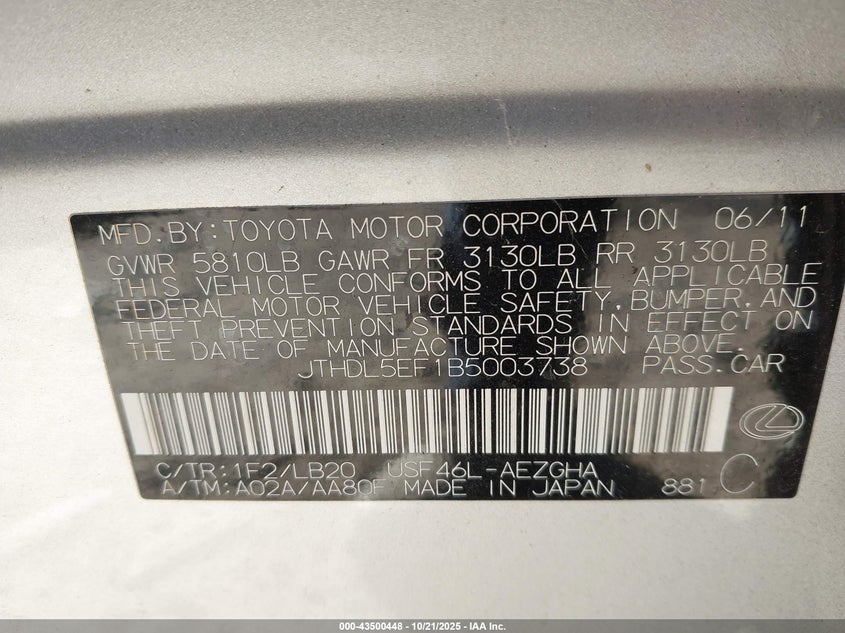 MFD. BY: TOYOTA MOTOR CORPORATION 06/11
GVWR 5810LB GAWR FR 3130LB RR 3130LB
THIS VEHICLE CONFORMS TO ALL APPLICABLE
FEDERAL MOTOR VEHICLE SAFETY, BUMPER, AND
THEFT PREVENTION STANDARDS IN EFFECT ON
THE DATE OF MANUFACTURE SHOWN ABOVE.
JTHDL5EF1B5003738 PASS. CAR
C/TR: 1F2/LB20 USF46L-AEZGHA
A/TM: A02A/AA80F MADE IN JAPAN 881 C
000-43500448 - 10/21/2025 - IAA Inc.